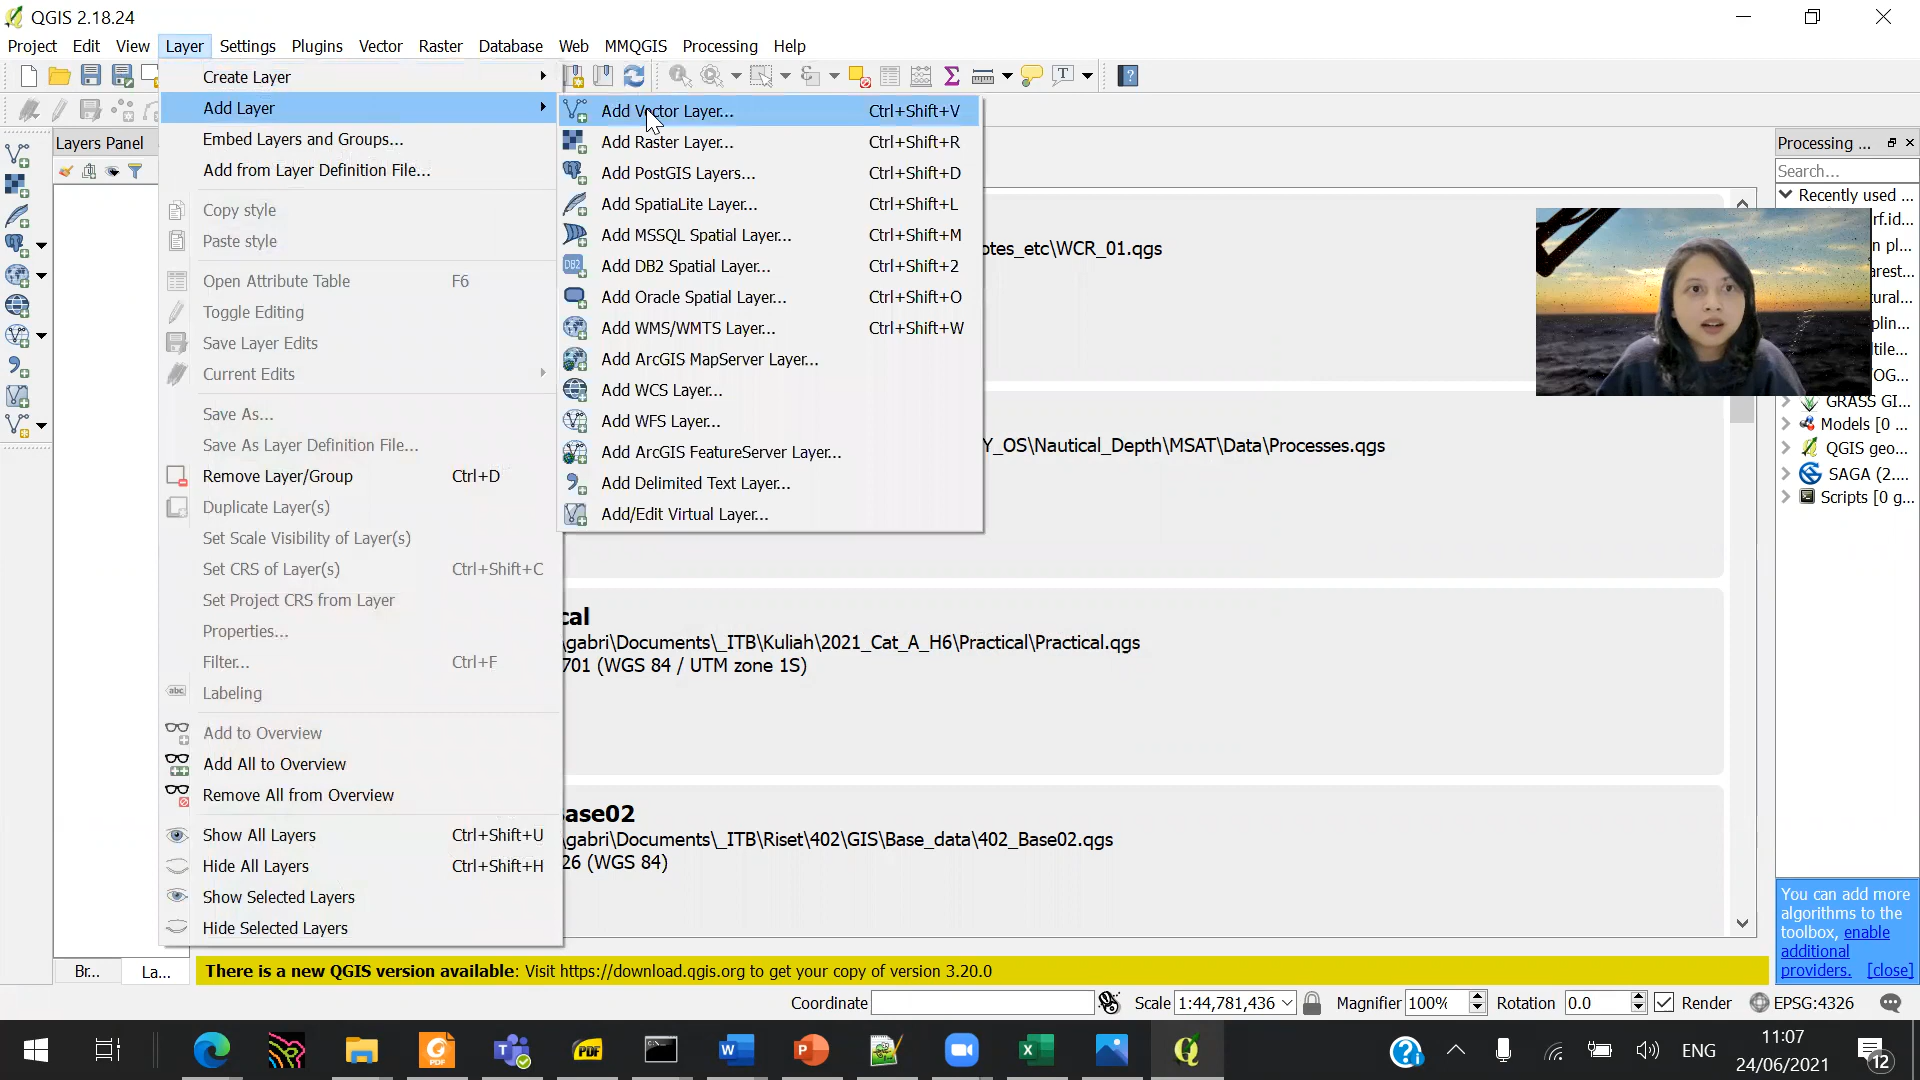 QGIS 2.18.24
Project Edit View Layer Settings Plugins Vector Raster Database Web MMQGIS Processing Help
Create Layer
Add Layer
Embed Layers and Groups...
Add from Layer Definition File...
Copy style
Paste style
Open Attribute Table F6
Toggle Editing
Save Layer Edits
Current Edits
Save As...
Save As Layer Definition File...
Remove Layer/Group Ctrl+D
Duplicate Layer(s)
Set Scale Visibility of Layer(s)
Set CRS of Layer(s) Ctrl+Shift+C
Set Project CRS from Layer
Properties...
Filter... Ctrl+F
abc Labeling
Add to Overview
Add All to Overview
Remove All from Overview
Show All Layers Ctrl+Shift+U
Hide All Layers Ctrl+Shift+H
Show Selected Layers
Hide Selected Layers
Add Vector Layer... Ctrl+Shift+V
Add Raster Layer... Ctrl+Shift+R
Add PostGIS Layers... Ctrl+Shift+D
Add SpatiaLite Layer... Ctrl+Shift+L
Add MSSQL Spatial Layer... Ctrl+Shift+M
DB2 Add DB2 Spatial Layer... Ctrl+Shift+2
Add Oracle Spatial Layer... Ctrl+Shift+O
Add WMS/WMTS Layer... Ctrl+Shift+W
Add ArcGIS MapServer Layer...
Add WCS Layer...
Add WFS Layer...
Add ArcGIS FeatureServer Layer...
Add Delimited Text Layer...
Add/Edit Virtual Layer...
Layers Panel
otes_etc\WCR_01.qgs
Y_OS\Nautical_Depth\MSAT\Data\Processes.qgs
cal
gabri\Documents\_ITB\Kuliah\2021_Cat_A_H6\Practical\Practical.qgs
701 (WGS 84 / UTM zone 1S)
ase02
gabri\Documents\_ITB\Riset\402\GIS\Base_data\402_Base02.qgs
26 (WGS 84)
Processing ...
Search...
Recently used ...
rf.id...
n pl...
arest...
tural...
plin...
ltile...
OG...
GRASS GI...
Models [0 ...
QGIS geo...
SAGA (2....
Scripts [0 g...
You can add more
algorithms to the
toolbox, enable
additional
providers. [close]
Br... La...
There is a new QGIS version available: Visit https://download.qgis.org to get your copy of version 3.20.0
Coordinate Scale 1:44,781,436 Magnifier 100% Rotation 0.0 Render EPSG:4326
PDF PDF ENG
11:07
24/06/2021
12